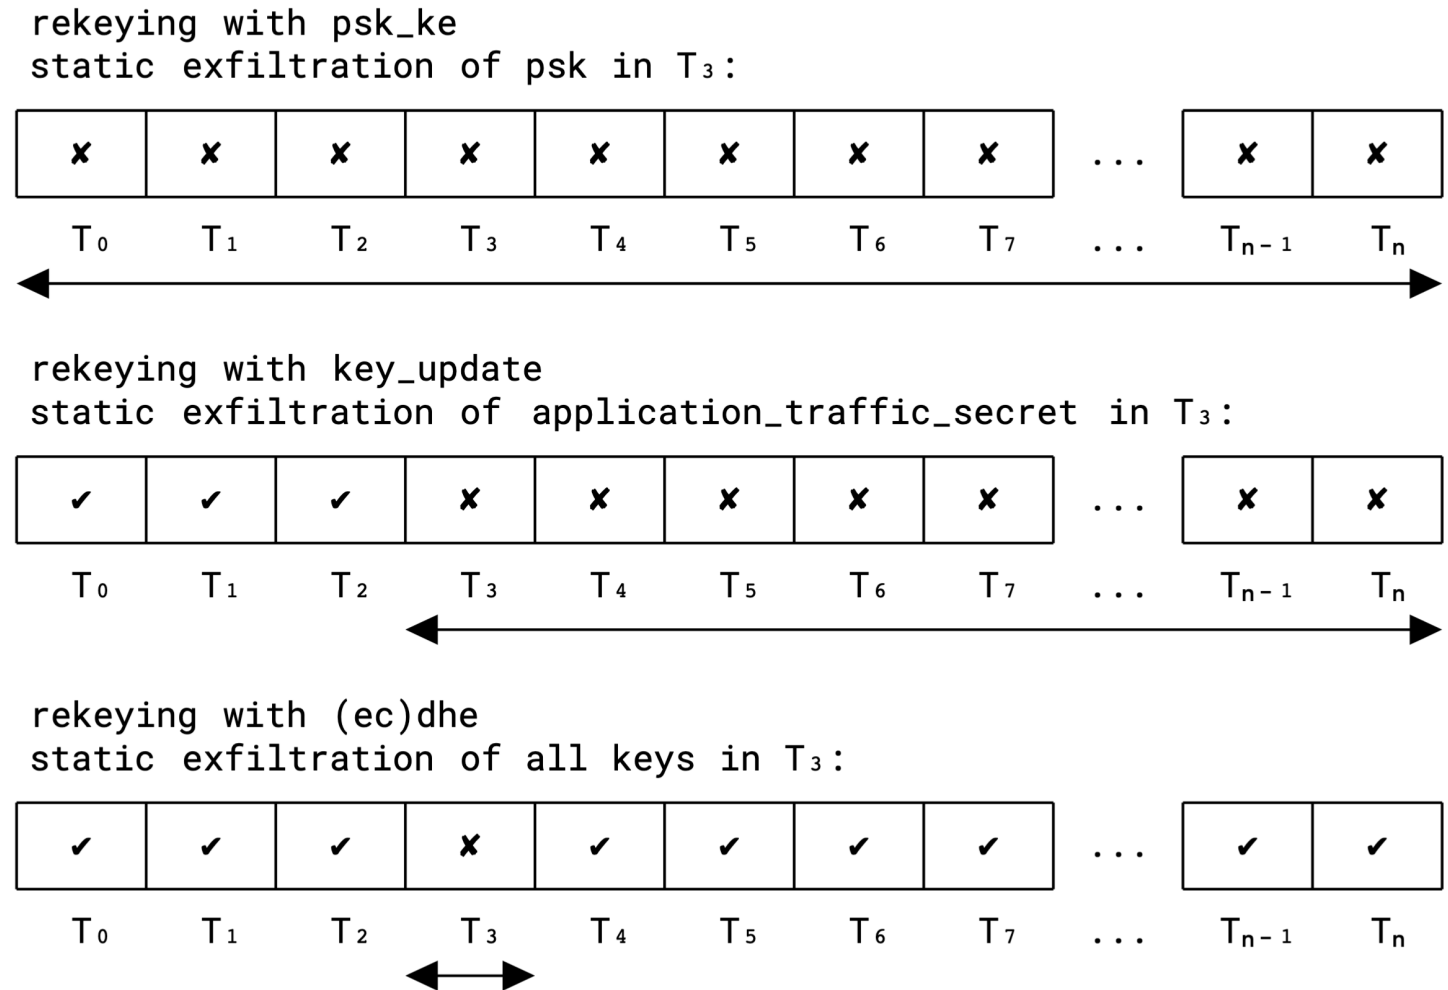 rekeying with psk_ke
static exfiltration of psk in T₃:
✘ ✘ ✘ ✘ ✘ ✘ ✘ ✘ ... ✘ ✘
T₀ T₁ T₂ T₃ T₄ T₅ T₆ T₇ ... Tₙ₋₁ Tₙ
rekeying with key_update
static exfiltration of application_traffic_secret in T₃:
✔ ✔ ✔ ✘ ✘ ✘ ✘ ✘ ... ✘ ✘
T₀ T₁ T₂ T₃ T₄ T₅ T₆ T₇ ... Tₙ₋₁ Tₙ
rekeying with (ec)dhe
static exfiltration of all keys in T₃:
✔ ✔ ✔ ✘ ✔ ✔ ✔ ✔ ... ✔ ✔
T₀ T₁ T₂ T₃ T₄ T₅ T₆ T₇ ... Tₙ₋₁ Tₙ